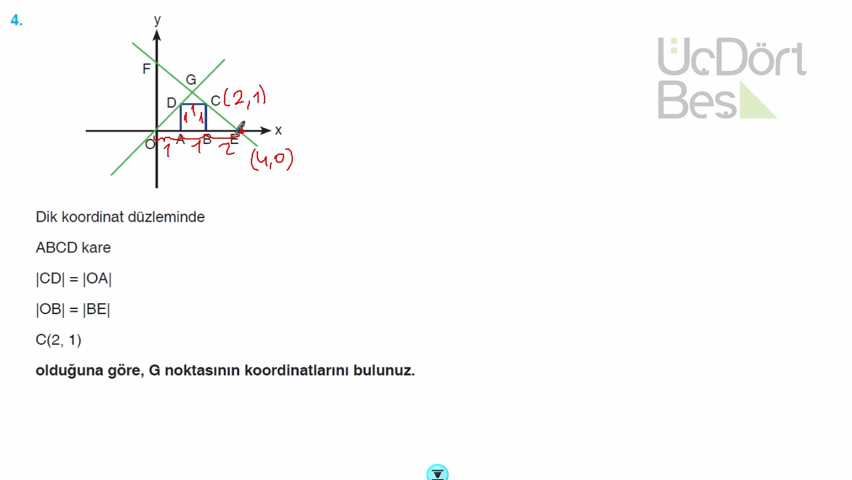 4.
y
F
G
D
C
(2,1)
1
1
1
x
O
A
B
E
1
1
2
(4,0)
ÜçDört
Beş
Dik koordinat düzleminde
ABCD kare
|CD| = |OA|
|OB| = |BE|
C(2, 1)
olduğuna göre, G noktasının koordinatlarını bulunuz.